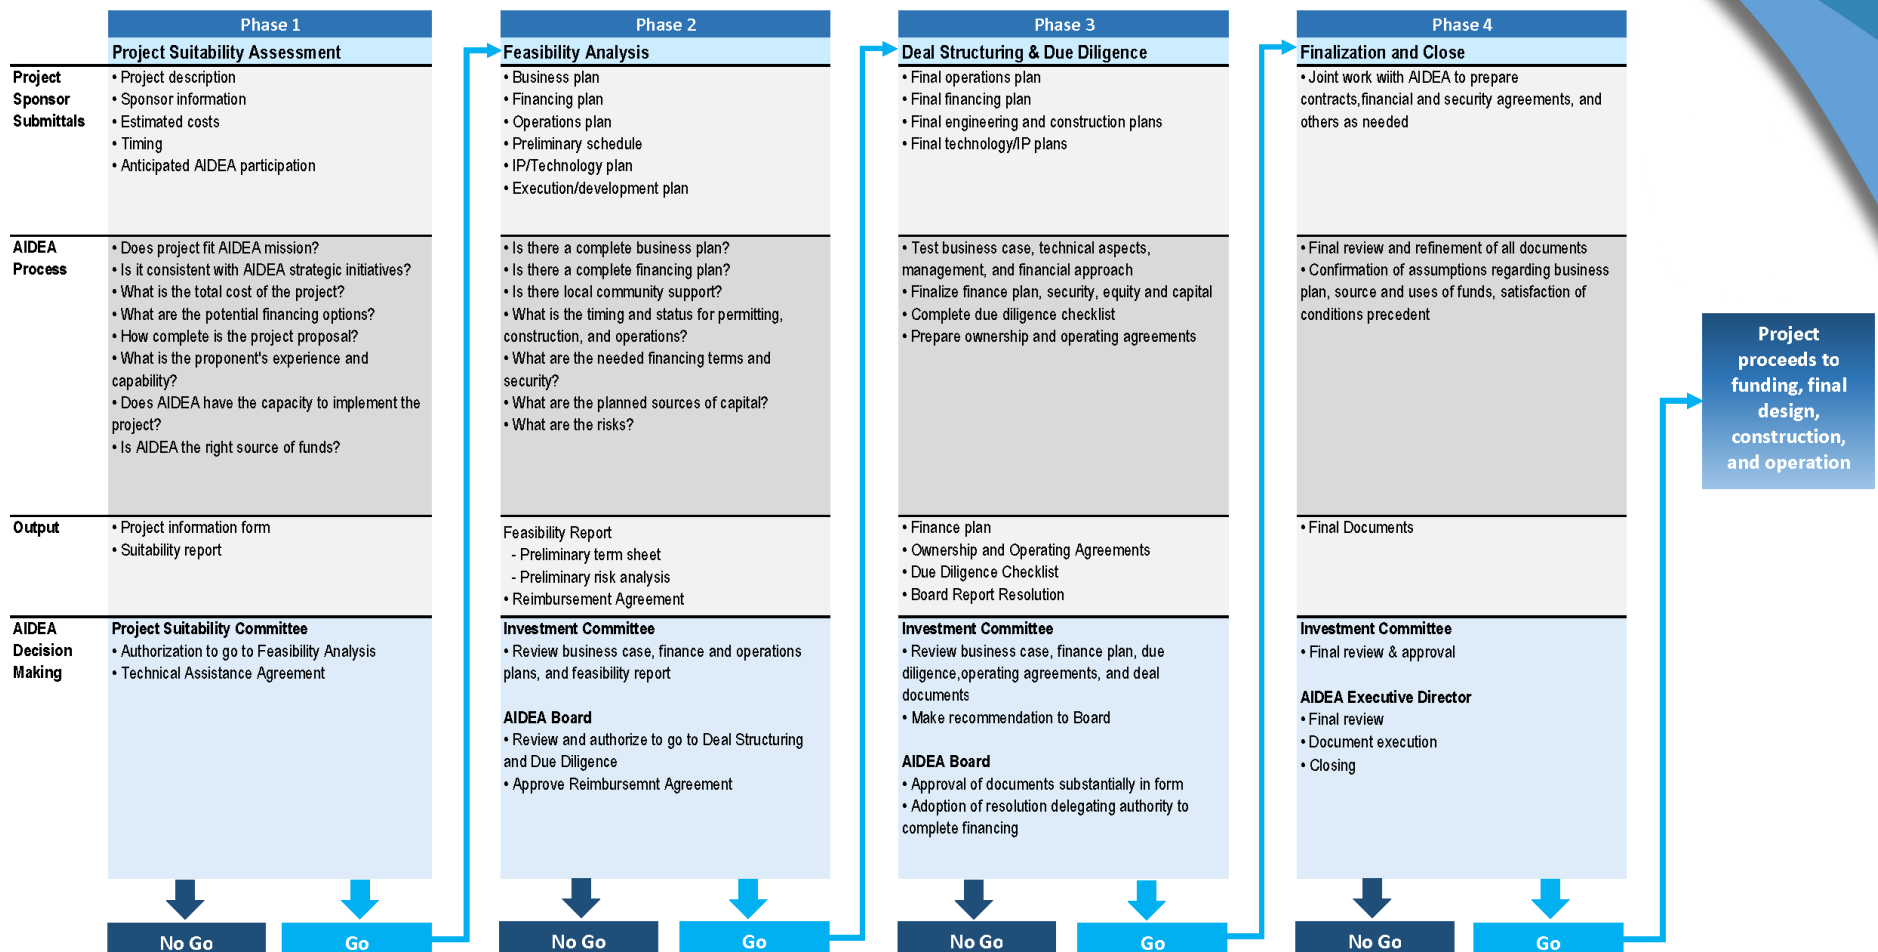 Phase 1
Project Suitability Assessment
Phase 2
Feasibility Analysis
Phase 3
Deal Structuring & Due Diligence
Phase 4
Finalization and Close
Project
Sponsor
Submittals
• Project description
• Sponsor information
• Estimated costs
• Timing
• Anticipated AIDEA participation
• Business plan
• Financing plan
• Operations plan
• Preliminary schedule
• IP/Technology plan
• Execution/development plan
• Final operations plan
• Final financing plan
• Final engineering and construction plans
• Final technology/IP plans
• Joint work wiith AIDEA to prepare
contracts,financial and security agreements, and
others as needed
AIDEA
Process
• Does project fit AIDEA mission?
• Is it consistent with AIDEA strategic initiatives?
• What is the total cost of the project?
• What are the potential financing options?
• How complete is the project proposal?
• What is the proponent's experience and
capability?
• Does AIDEA have the capacity to implement the
project?
• Is AIDEA the right source of funds?
• Is there a complete business plan?
• Is there a complete financing plan?
• Is there local community support?
• What is the timing and status for permitting,
construction, and operations?
• What are the needed financing terms and
security?
• What are the planned sources of capital?
• What are the risks?
• Test business case, technical aspects,
management, and financial approach
• Finalize finance plan, security, equity and capital
• Complete due diligence checklist
• Prepare ownership and operating agreements
• Final review and refinement of all documents
• Confirmation of assumptions regarding business
plan, source and uses of funds, satisfaction of
conditions precedent
Output
• Project information form
• Suitability report
Feasibility Report
- Preliminary term sheet
- Preliminary risk analysis
• Reimbursement Agreement
• Finance plan
• Ownership and Operating Agreements
• Due Diligence Checklist
• Board Report Resolution
• Final Documents
AIDEA
Decision
Making
Project Suitability Committee
• Authorization to go to Feasibility Analysis
• Technical Assistance Agreement
Investment Committee
• Review business case, finance and operations
plans, and feasibility report
AIDEA Board
• Review and authorize to go to Deal Structuring
and Due Diligence
• Approve Reimbursemnt Agreement
Investment Committee
• Review business case, finance plan, due
diligence,operating agreements, and deal
documents
• Make recommendation to Board
AIDEA Board
• Approval of documents substantially in form
• Adoption of resolution delegating authority to
complete financing
Investment Committee
• Final review & approval
AIDEA Executive Director
• Final review
• Document execution
• Closing
No Go
Go
No Go
Go
No Go
Go
No Go
Go
Project
proceeds to
funding, final
design,
construction,
and operation